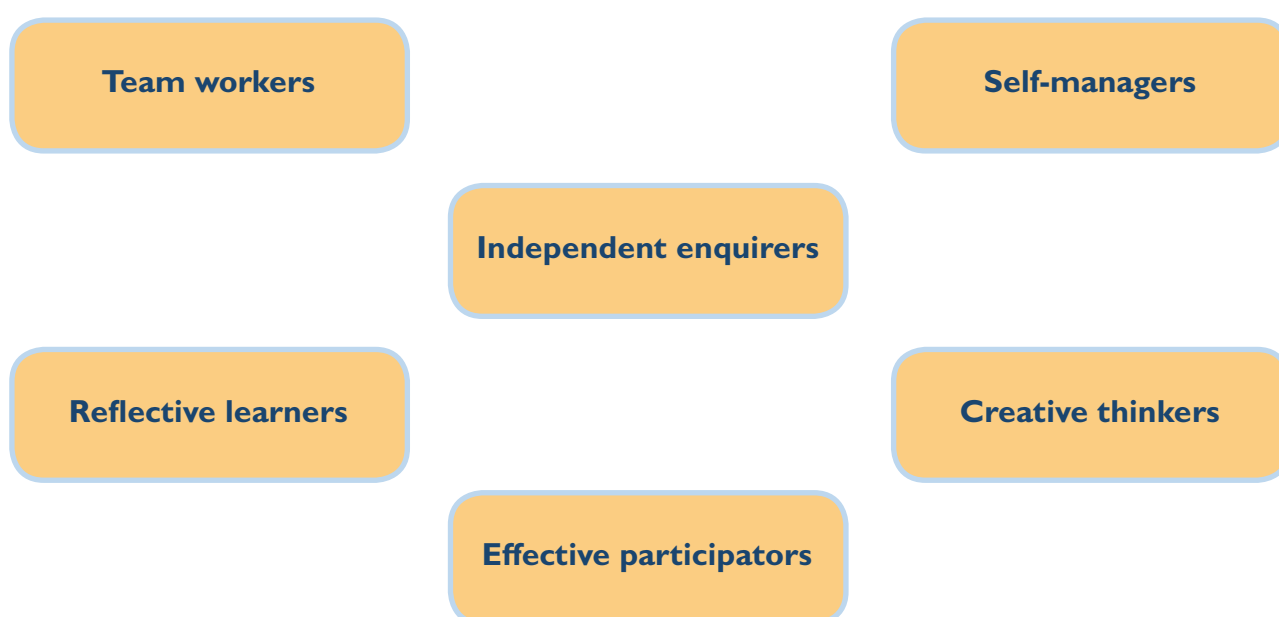 Team workers
Self-managers
Independent enquirers
Reflective learners
Creative thinkers
Effective participators